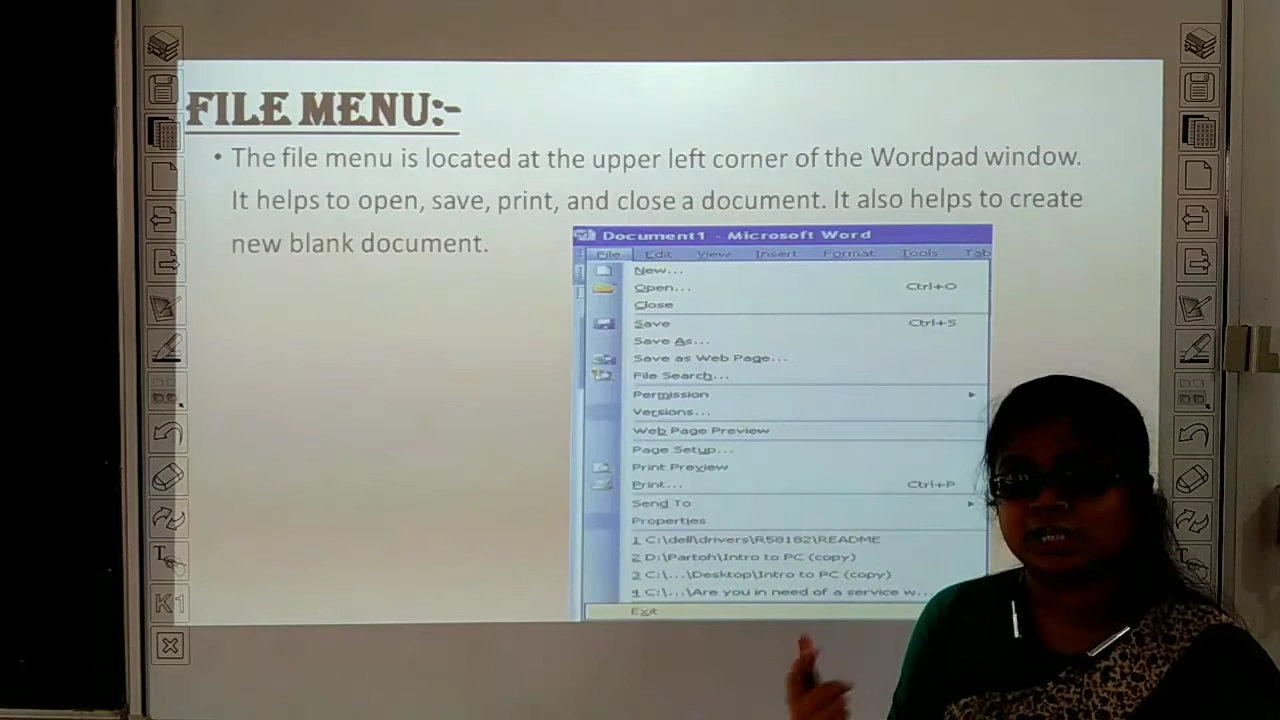 FILE MENU:-
• The file menu is located at the upper left corner of the Wordpad window.
It helps to open, save, print, and close a document. It also helps to create
new blank document.
Document1 - Microsoft Word
File Edit View Insert Format Tools Tab
New...
Open... Ctrl+O
Close
Save Ctrl+S
Save As...
Save as Web Page...
File Search...
Permission
Versions...
Web Page Preview
Page Setup...
Print Preview
Print... Ctrl+P
Send To
Properties
1 C:\dell\drivers\R58182\README
2 D:\Partoh\Intro to PC (copy)
3 C:\...\Desktop\Intro to PC (copy)
4 C:\...\Are you in need of a service w...
Exit
K1